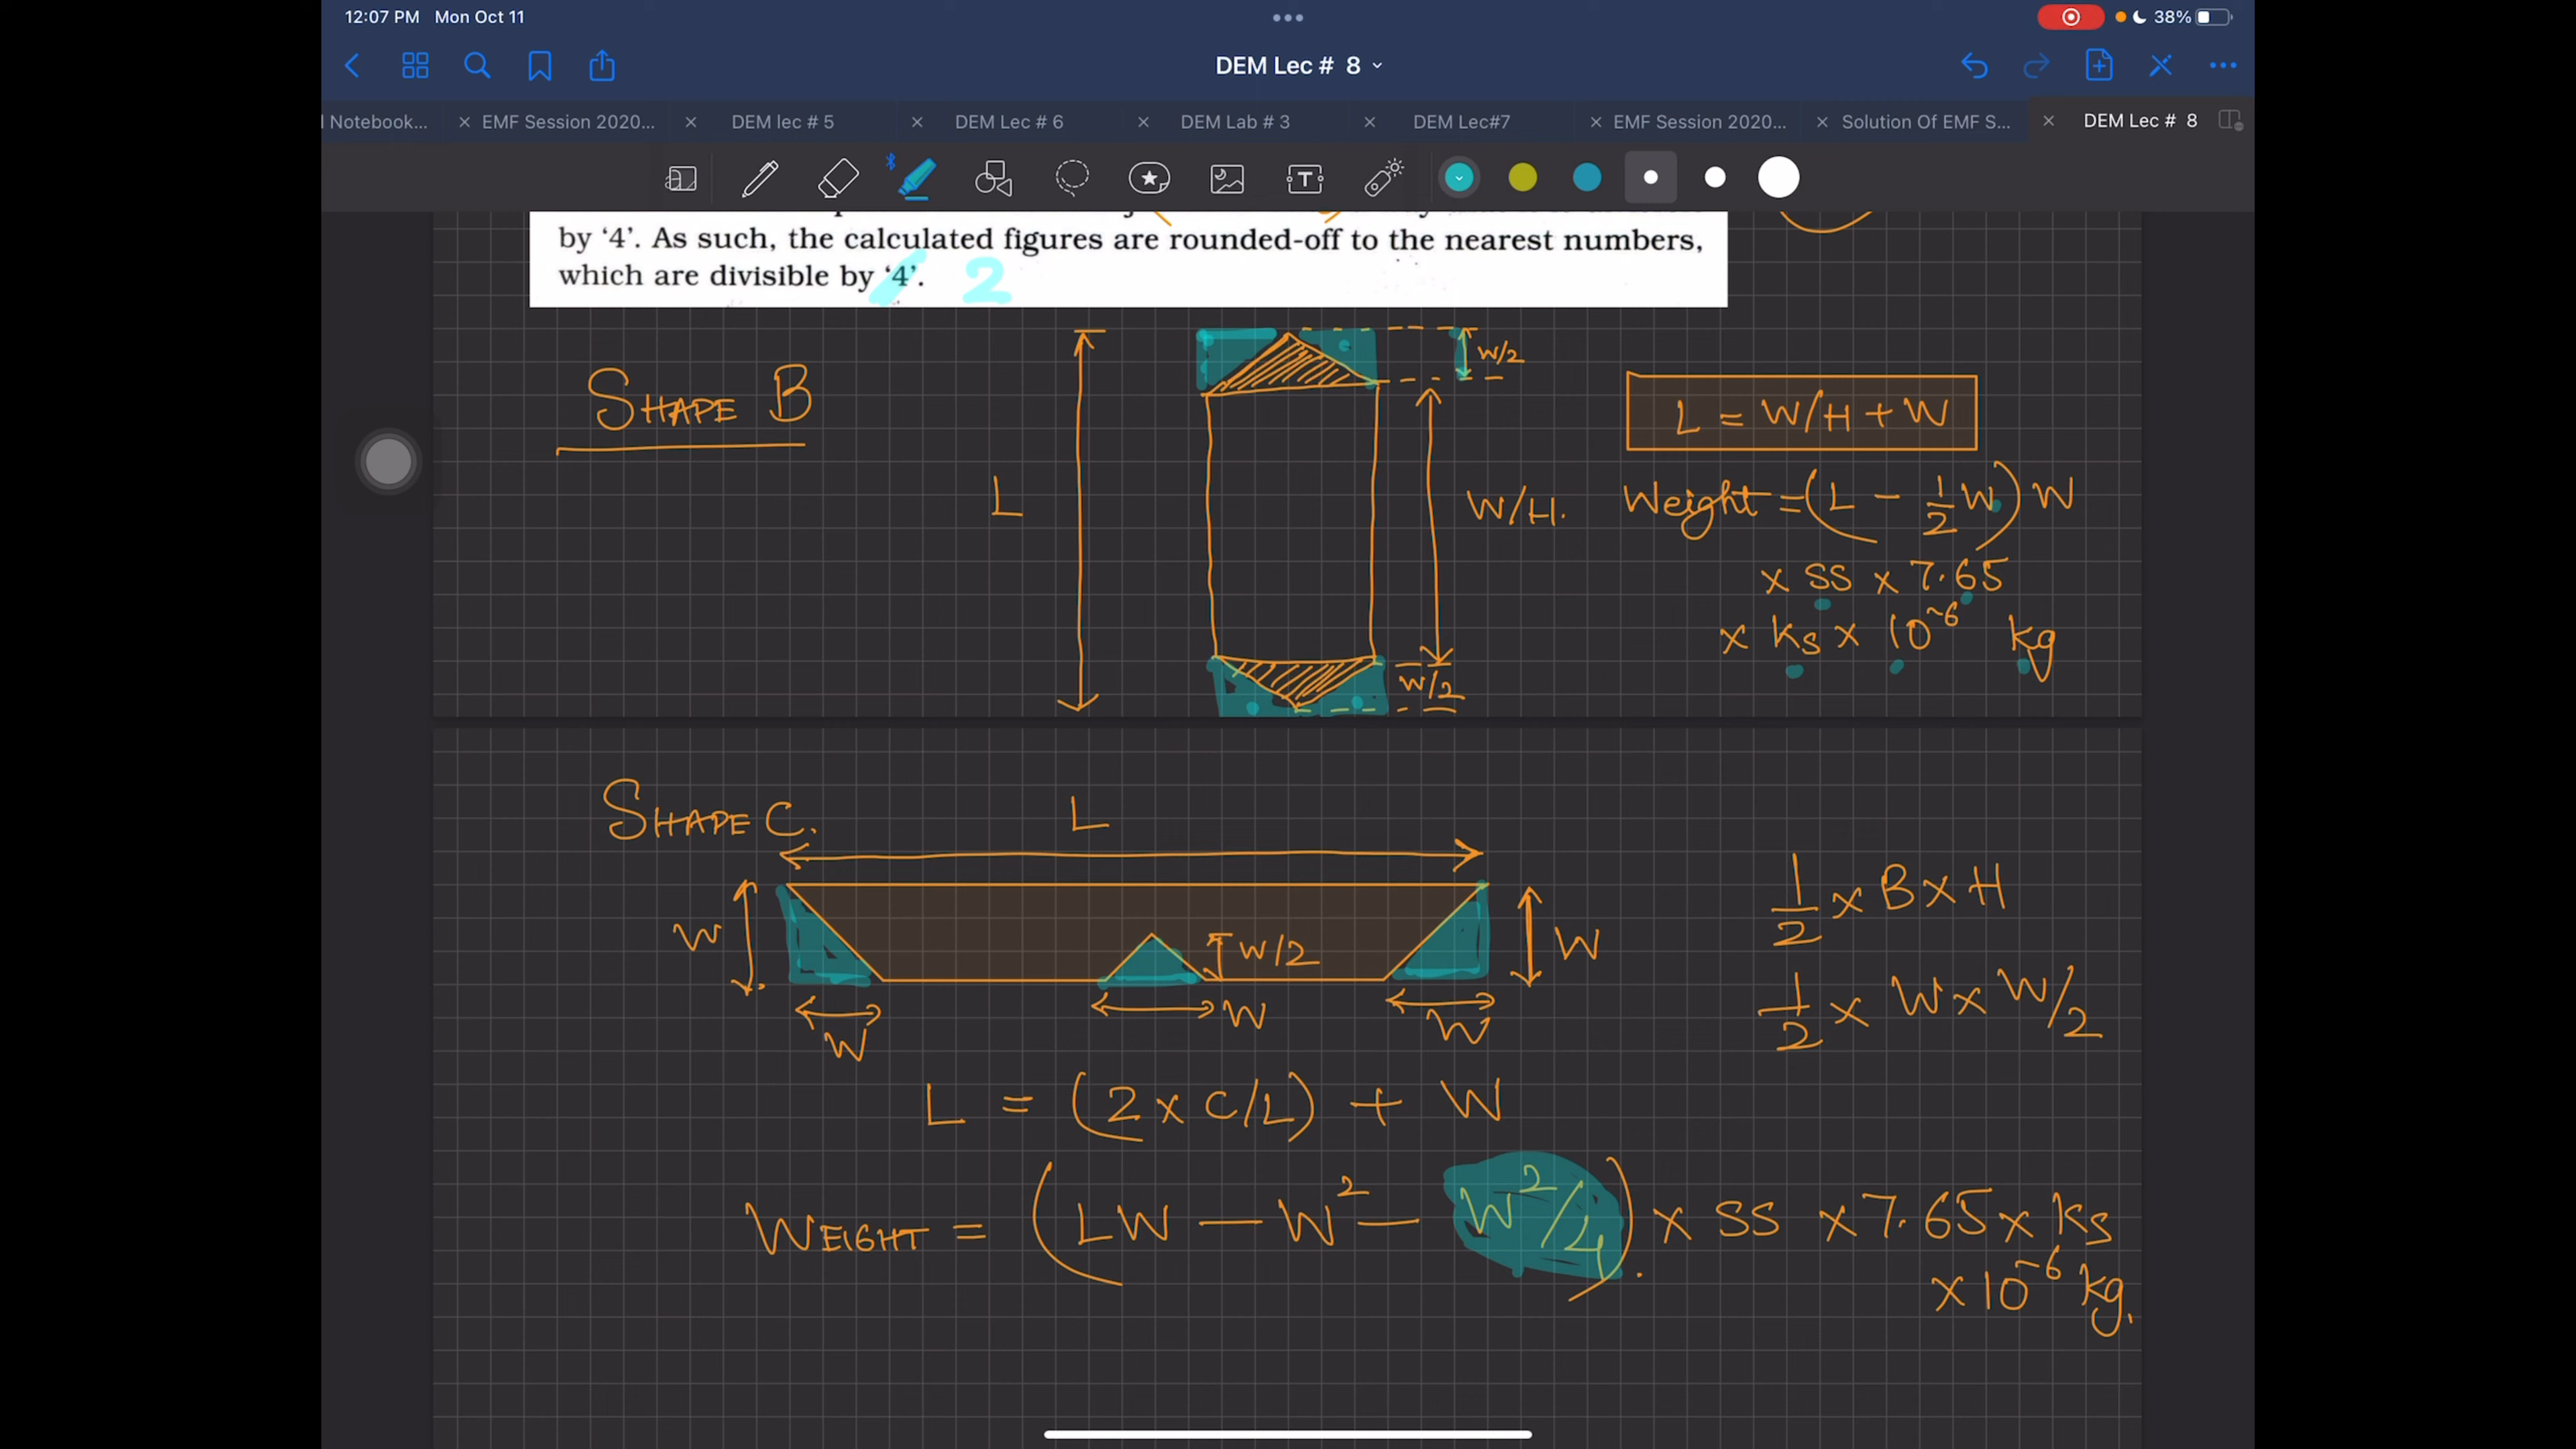 12:07 PM Mon Oct 11
38%
DEM Lec # 8
l Notebook... × EMF Session 2020... × DEM lec # 5 × DEM Lec # 6 × DEM Lab # 3 × DEM Lec#7 × EMF Session 2020... × Solution Of EMF S... × DEM Lec # 8
by ‘4’. As such, the calculated figures are rounded-off to the nearest numbers,
which are divisible by ‘4’. 2
SHAPE B
L
W/2
W/H.
W/2
L = W/H + W
Weight = (L - 1/2 W) W
× SS × 7.65
× Ks × 10^-6 kg
SHAPE C.
L
W
W/2
W
W
W
W
1/2 × B × H
1/2 × W × W/2
L = (2 × C/L) + W
WEIGHT = (LW - W² - W²/4) × SS × 7.65 × Ks
× 10^-6 kg.